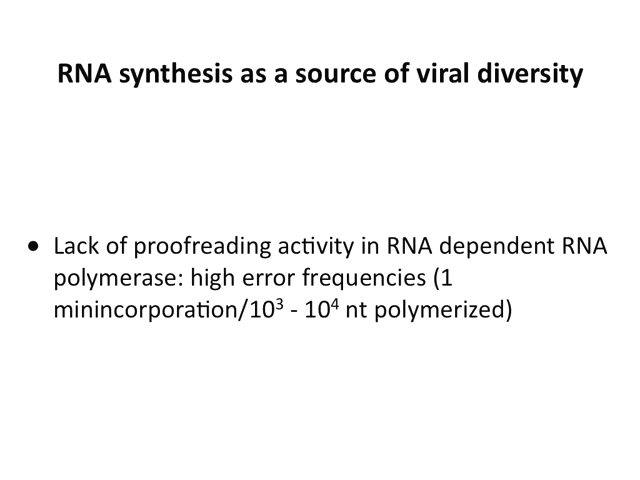 RNA synthesis as a source of viral diversity
● Lack of proofreading activity in RNA dependent RNA
polymerase: high error frequencies (1
minincorporation/10³ - 10⁴ nt polymerized)